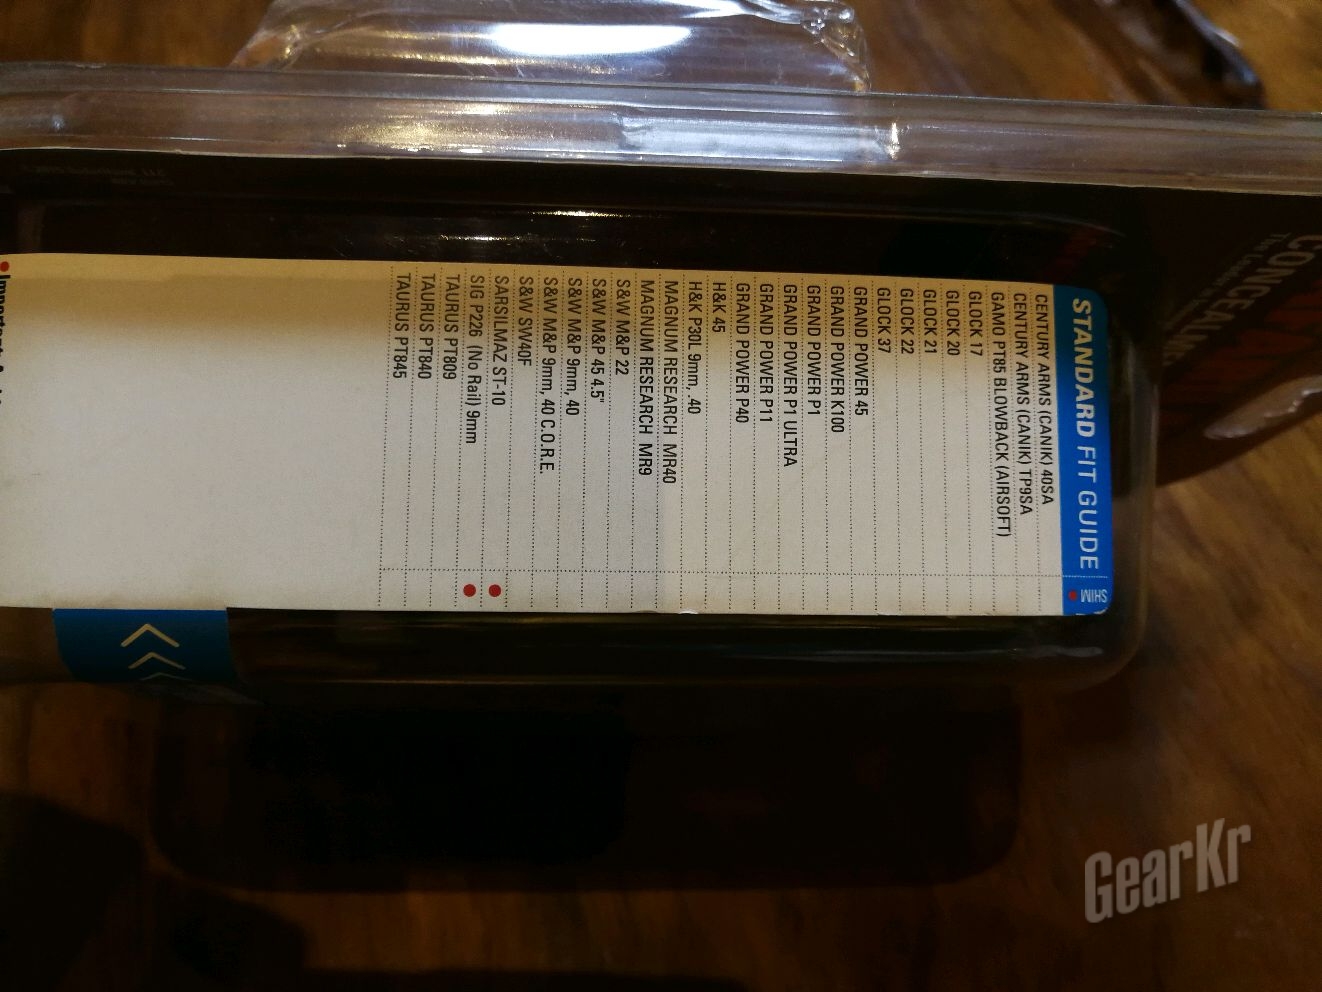 STANDARD FIT GUIDE
SHIM
CENTURY ARMS (CANIK) 40SA
CENTURY ARMS (CANIK) TP9SA
GAMO PT85 BLOWBACK (AIRSOFT)
GLOCK 17
GLOCK 20
GLOCK 21
GLOCK 22
GLOCK 37
GRAND POWER 45
GRAND POWER K100
GRAND POWER P1
GRAND POWER P1 ULTRA
GRAND POWER P11
GRAND POWER P40
H&K 45
H&K P30L 9mm, .40
MAGNUM RESEARCH MR40
MAGNUM RESEARCH MR9
S&W M&P 22
S&W M&P 45 4.5"
S&W M&P 9mm, 40
S&W M&P 9mm, 40 C.O.R.E.
S&W SW40F
SARSILMAZ ST-10
SIG P226 (No Rail) 9mm
TAURUS PT809
TAURUS PT840
TAURUS PT845
GearKr